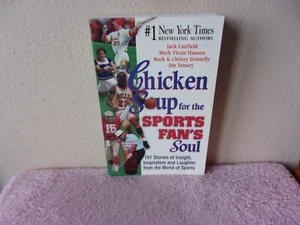 #1 New York Times
BESTSELLING AUTHORS
Jack Canfield
Mark Victor Hansen
Mark & Chrissy Donnelly
Jim Tunney
Chicken
Soup for the
SPORTS
FAN'S
Soul
101 Stories of Insight,
Inspiration and Laughter
from the World of Sports